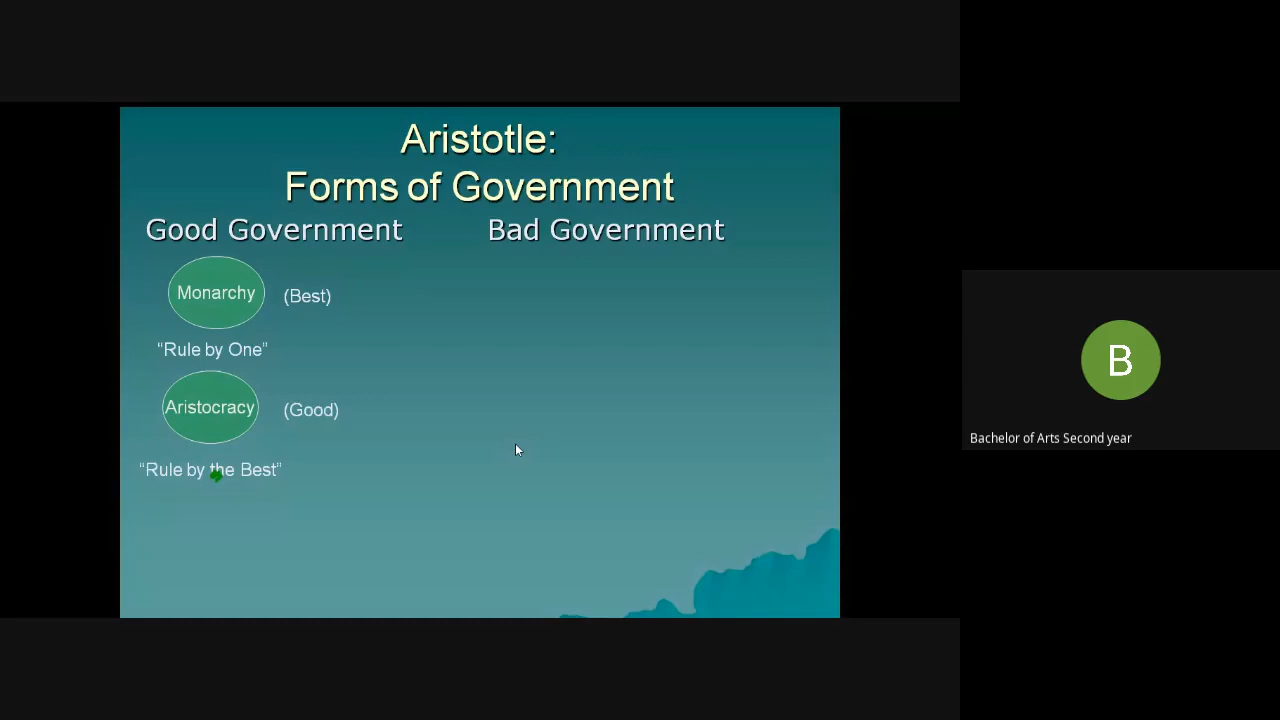 Aristotle:
Forms of Government
Good Government
Bad Government
Monarchy
(Best)
“Rule by One”
Aristocracy
(Good)
“Rule by the Best”
B
Bachelor of Arts Second year